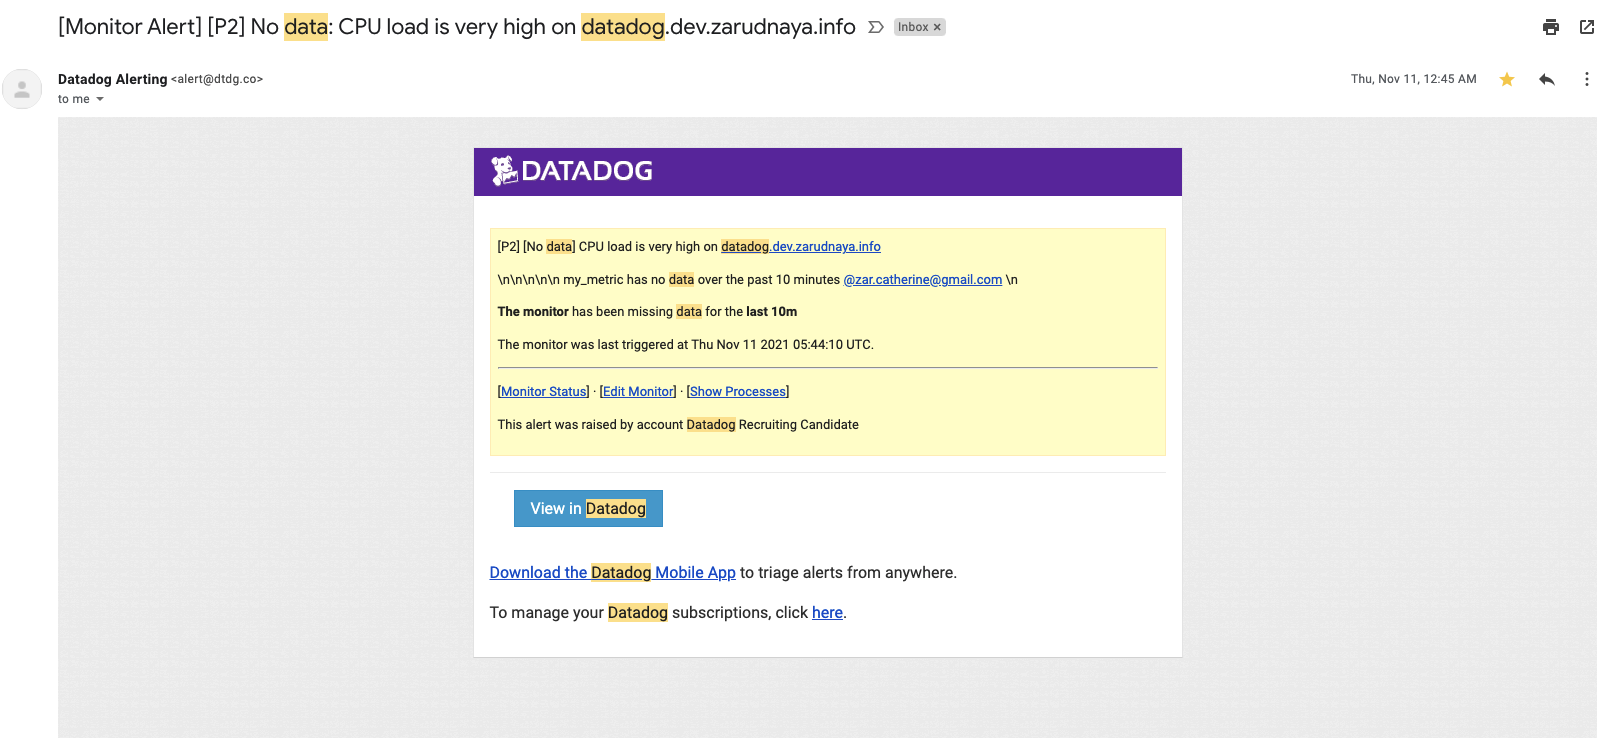 [Monitor Alert] [P2] No data: CPU load is very high on datadog.dev.zarudnaya.info Inbox ×
Datadog Alerting <alert@dtdg.co> Thu, Nov 11, 12:45 AM
to me
DATADOG
[P2] [No data] CPU load is very high on datadog.dev.zarudnaya.info
\n\n\n\n\n my_metric has no data over the past 10 minutes @zar.catherine@gmail.com \n
The monitor has been missing data for the last 10m
The monitor was last triggered at Thu Nov 11 2021 05:44:10 UTC.
[Monitor Status] · [Edit Monitor] · [Show Processes]
This alert was raised by account Datadog Recruiting Candidate
View in Datadog
Download the Datadog Mobile App to triage alerts from anywhere.
To manage your Datadog subscriptions, click here.